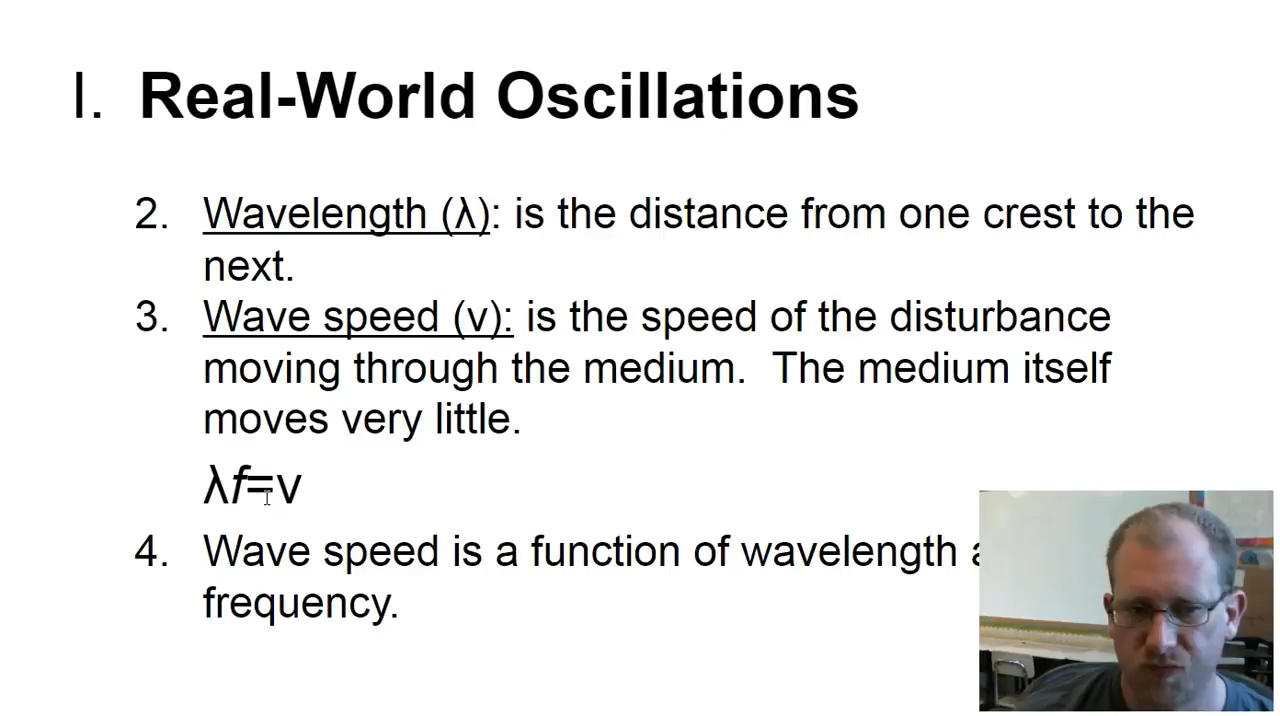 I. Real-World Oscillations
2. Wavelength (λ): is the distance from one crest to the
next.
3. Wave speed (v): is the speed of the disturbance
moving through the medium. The medium itself
moves very little.
λf=v
4. Wave speed is a function of wavelength
frequency.